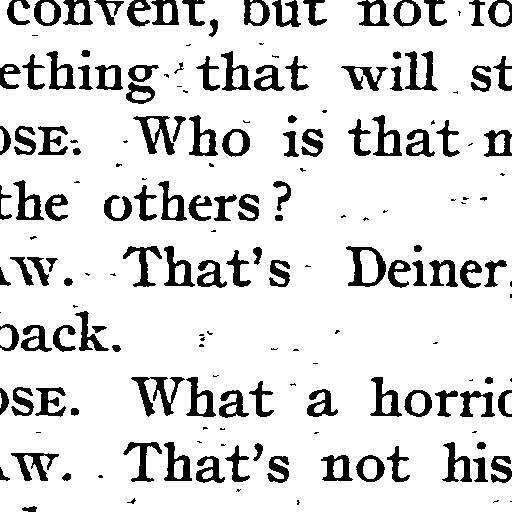 convent, but not fo
ething that will st
OSE. Who is that m
the others?
AW. That's Deiner,
back.
OSE. What a horrid
AW. That's not his